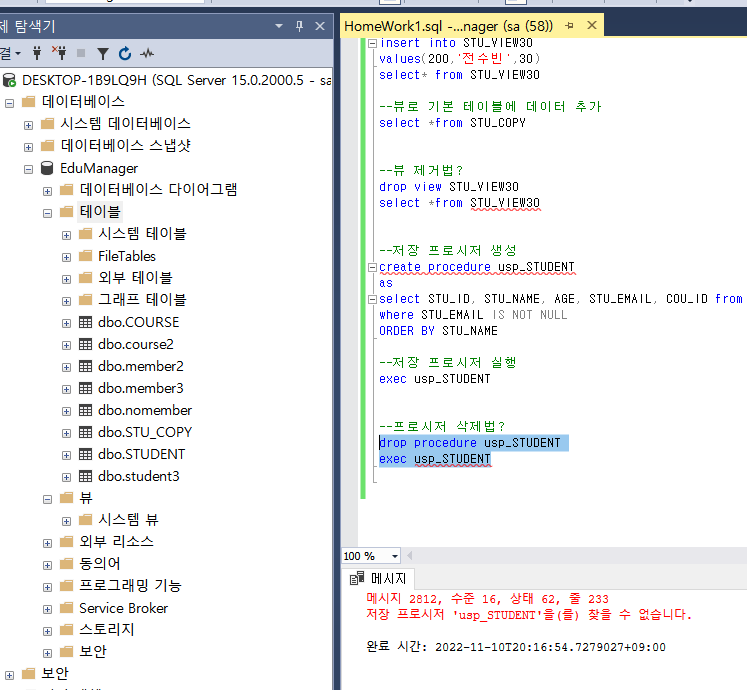 체 탐색기
HomeWork1.sql -...nager (sa (58))
결
DESKTOP-1B9LQ9H (SQL Server 15.0.2000.5 - sa
데이터베이스
시스템 데이터베이스
데이터베이스 스냅샷
EduManager
데이터베이스 다이어그램
테이블
시스템 테이블
FileTables
외부 테이블
그래프 테이블
dbo.COURSE
dbo.course2
dbo.member2
dbo.member3
dbo.nomember
dbo.STU_COPY
dbo.STUDENT
dbo.student3
뷰
시스템 뷰
외부 리소스
동의어
프로그래밍 기능
Service Broker
스토리지
보안
보안
insert into STU_VIEW30
values(200,'전수빈',30)
select* from STU_VIEW30
--뷰로 기본 테이블에 데이터 추가
select *from STU_COPY
--뷰 제거법?
drop view STU_VIEW30
select *from STU_VIEW30
--저장 프로시저 생성
create procedure usp_STUDENT
as
select STU_ID, STU_NAME, AGE, STU_EMAIL, COU_ID from
where STU_EMAIL IS NOT NULL
ORDER BY STU_NAME
--저장 프로시저 실행
exec usp_STUDENT
--프로시저 삭제법?
drop procedure usp_STUDENT
exec usp_STUDENT
100 %
메시지
메시지 2812, 수준 16, 상태 62, 줄 233
저장 프로시저 'usp_STUDENT'을(를) 찾을 수 없습니다.
완료 시간: 2022-11-10T20:16:54.7279027+09:00